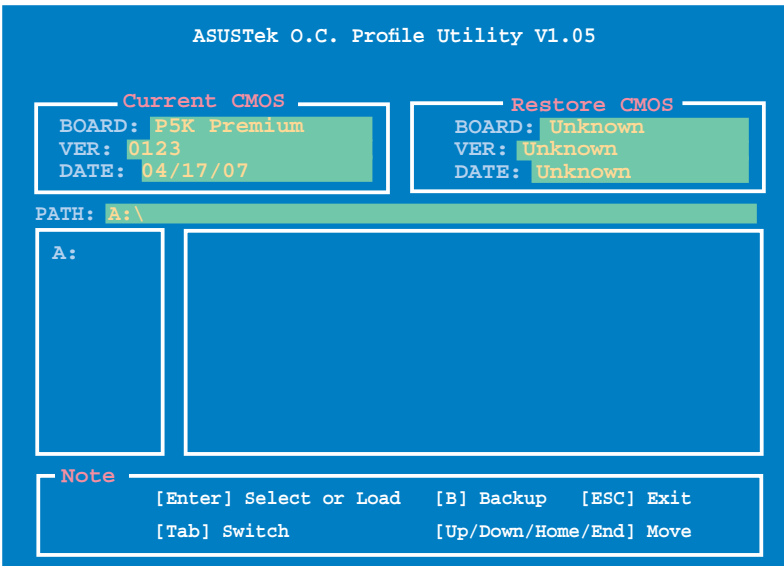 ASUSTek O.C. Profile Utility V1.05
Current CMOS
BOARD: P5K Premium
VER: 0123
DATE: 04/17/07
Restore CMOS
BOARD: Unknown
VER: Unknown
DATE: Unknown
PATH: A:\
A:
Note
[Enter] Select or Load [B] Backup [ESC] Exit
[Tab] Switch [Up/Down/Home/End] Move